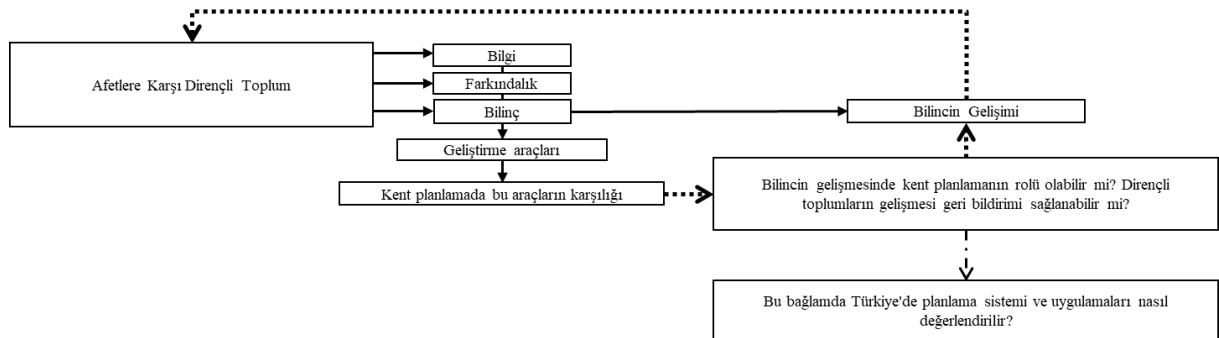 Afetlere Karşı Dirençli Toplum
Bilgi
Farkındalık
Bilinç
Geliştirme araçları
Kent planlamada bu araçların karşılığı
Bilincin Gelişimi
Bilincin gelişmesinde kent planlamanın rolü olabilir mi? Dirençli
toplumların gelişmesi geri bildirimi sağlanabilir mi?
Bu bağlamda Türkiye'de planlama sistemi ve uygulamaları nasıl
değerlendirilir?